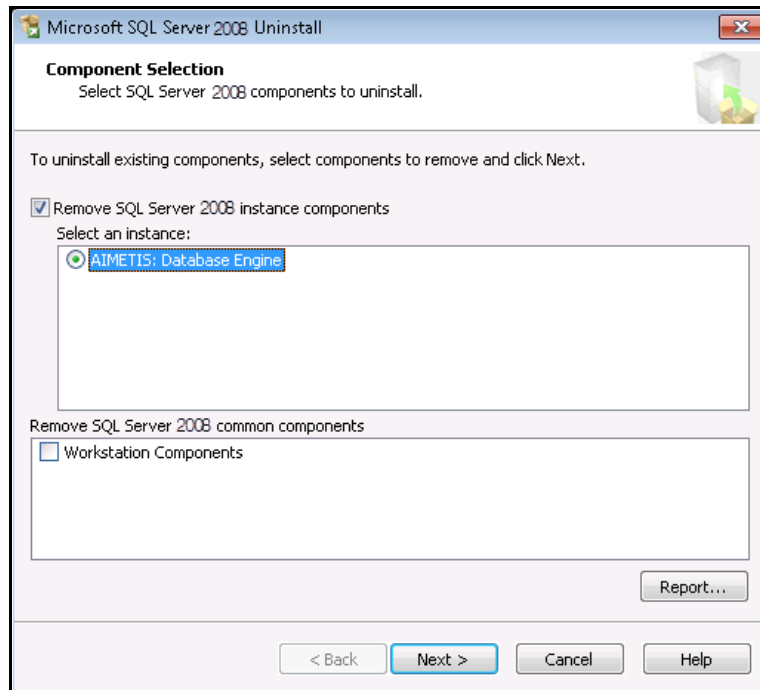 Microsoft SQL Server 2008 Uninstall
Component Selection
Select SQL Server 2008 components to uninstall.
To uninstall existing components, select components to remove and click Next.
Remove SQL Server 2008 instance components
Select an instance:
AIMETIS: Database Engine
Remove SQL Server 2008 common components
Workstation Components
Report...
< Back
Next >
Cancel
Help